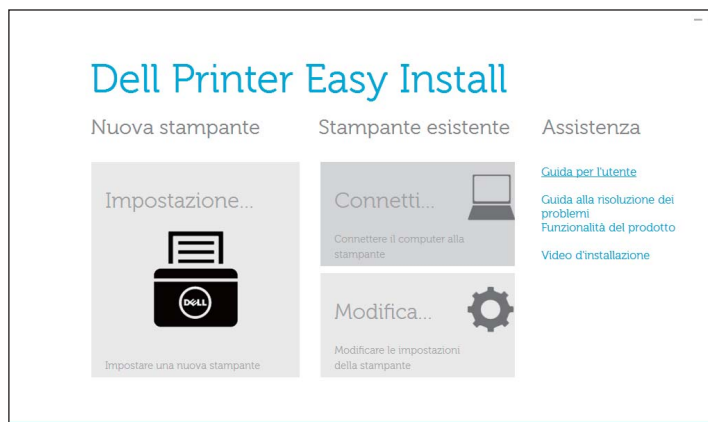 Dell Printer Easy Install
Nuova stampante
Impostazione...
DELL
Impostare una nuova stampante
Stampante esistente
Connetti...
Connettere il computer alla
stampante
Modifica...
Modificare le impostazioni
della stampante
Assistenza
Guida per l'utente
Guida alla risoluzione dei
problemi
Funzionalità del prodotto
Video d'installazione